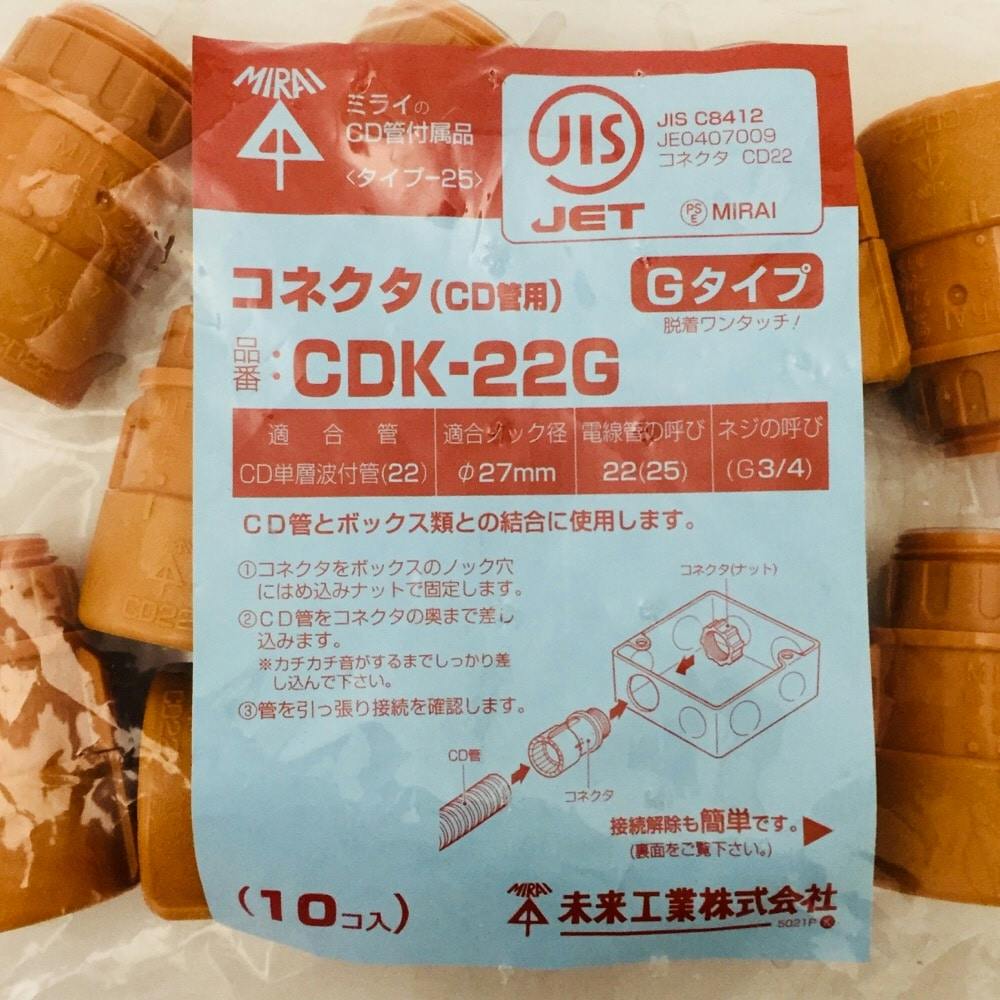 MIRAI
ミライの
CD管付属品
〈タイプ-25〉
JIS
JET
JIS C8412
JE0407009
コネクタ CD22
PSE MIRAI
コネクタ(CD管用)
Gタイプ
脱着ワンタッチ!
品番:CDK-22G
適合管 適合ノック径 電線管の呼び ネジの呼び
CD単層波付管(22) φ27mm 22(25) (G3/4)
CD管とボックス類との結合に使用します。
①コネクタをボックスのノック穴
にはめ込みナットで固定します。
②CD管をコネクタの奥まで差し
込みます。
※カチカチ音がするまでしっかり差
し込んで下さい。
③管を引っ張り接続を確認します。
コネクタ(ナット)
CD管
コネクタ
接続解除も簡単です。▶
(裏面をご覧下さい。)
(10コ入)
MIRAI 未来工業株式会社
5021P
CD22